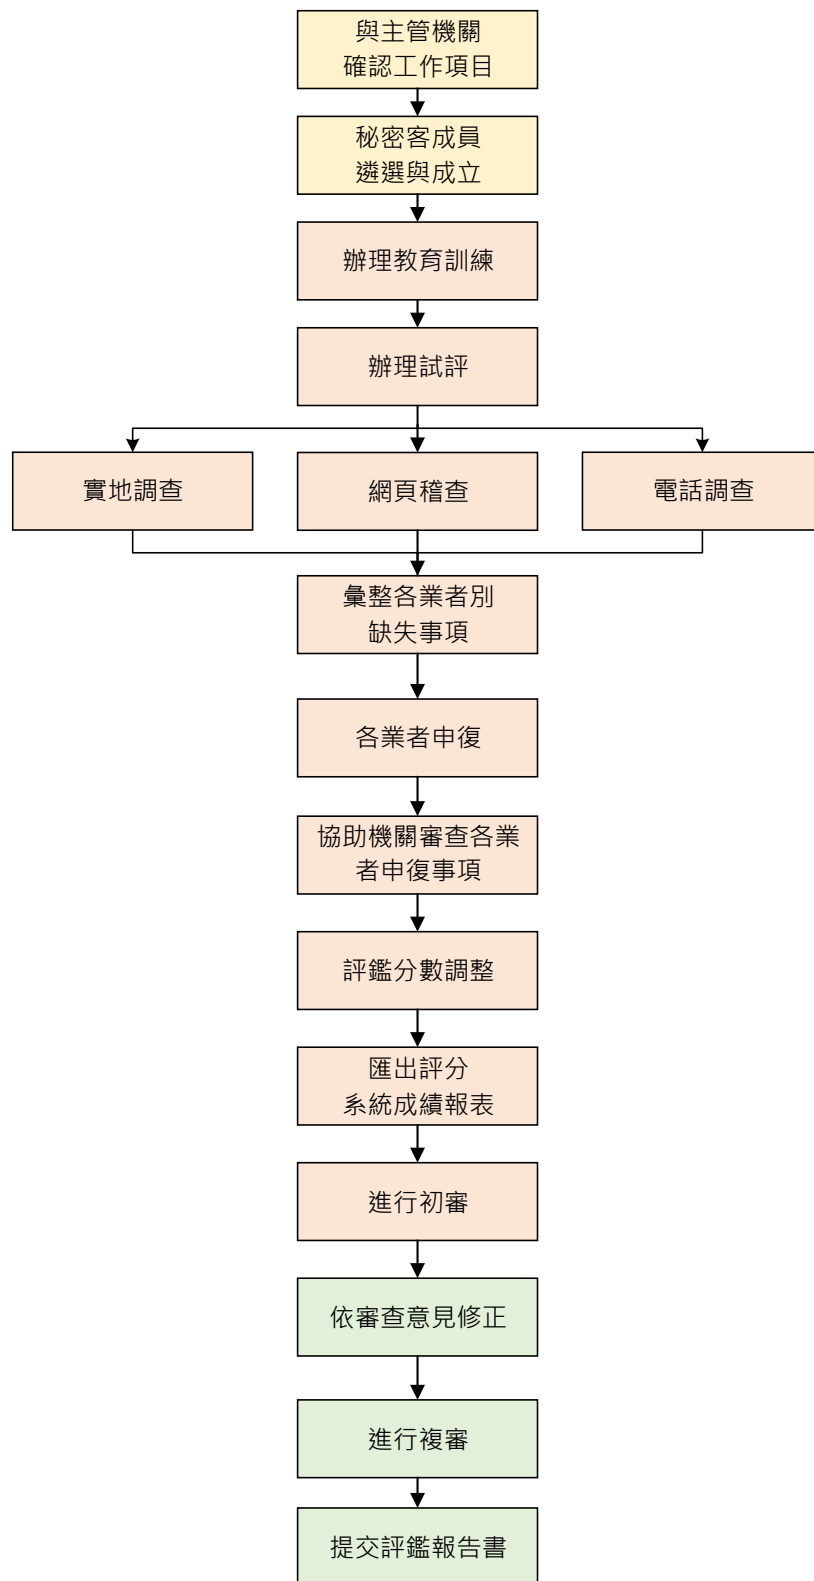 與主管機關
確認工作項目
秘密客成員
遴選與成立
辦理教育訓練
辦理試評
實地調查
網頁稽查
電話調查
彙整各業者別
缺失事項
各業者申復
協助機關審查各業
者申復事項
評鑑分數調整
匯出評分
系統成績報表
進行初審
依審查意見修正
進行複審
提交評鑑報告書